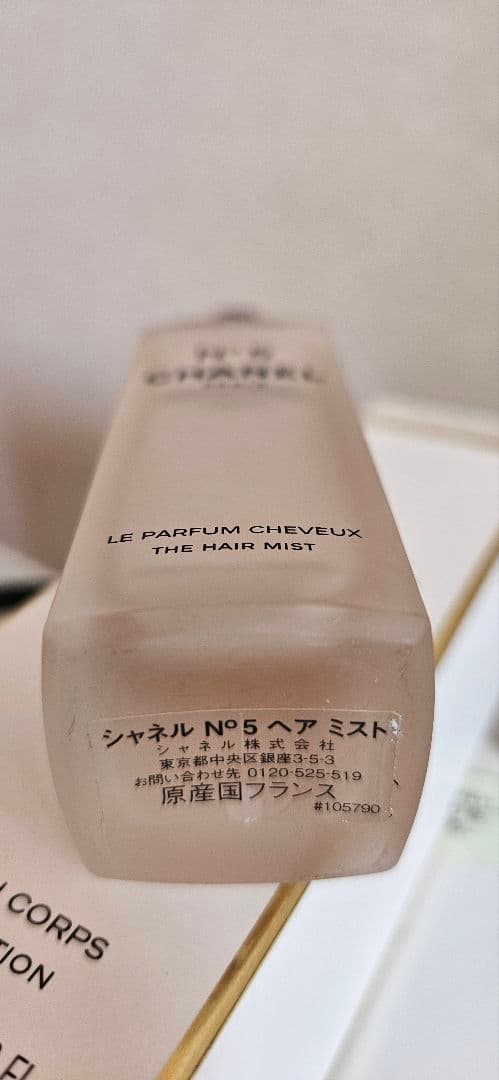 N°5
CHANEL
PARIS
LE PARFUM CHEVEUX
THE HAIR MIST
シャネル Nº5 ヘア ミスト
シャネル株式会社
東京都中央区銀座3-5-3
お問い合わせ先 0120-525-519
原産国フランス
#105790
CORPS